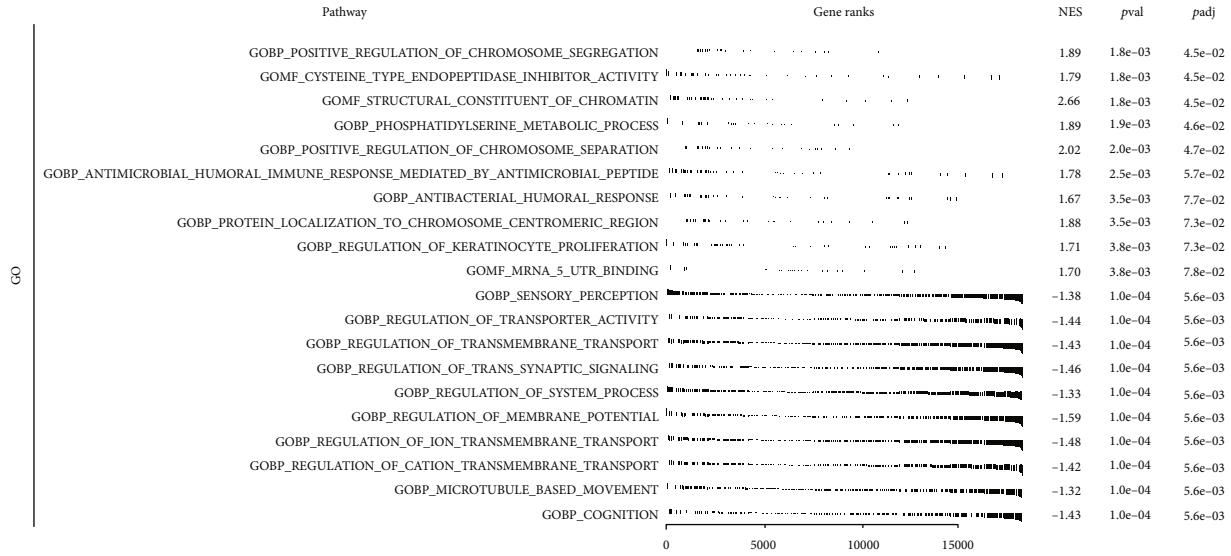 Pathway Gene ranks NES pval padj
GOBP_POSITIVE_REGULATION_OF_CHROMOSOME_SEGREGATION 1.89 1.8e–03 4.5e–02
GOMF_CYSTEINE_TYPE_ENDOPEPTIDASE_INHIBITOR_ACTIVITY 1.79 1.8e–03 4.5e–02
GOMF_STRUCTURAL_CONSTITUENT_OF_CHROMATIN 2.66 1.8e–03 4.5e–02
GOBP_PHOSPHATIDYLSERINE_METABOLIC_PROCESS 1.89 1.9e–03 4.6e–02
GOBP_POSITIVE_REGULATION_OF_CHROMOSOME_SEPARATION 2.02 2.0e–03 4.7e–02
GOBP_ANTIMICROBIAL_HUMORAL_IMMUNE_RESPONSE_MEDIATED_BY_ANTIMICROBIAL_PEPTIDE 1.78 2.5e–03 5.7e–02
GOBP_ANTIBACTERIAL_HUMORAL_RESPONSE 1.67 3.5e–03 7.7e–02
GOBP_PROTEIN_LOCALIZATION_TO_CHROMOSOME_CENTROMERIC_REGION 1.88 3.5e–03 7.3e–02
GOBP_REGULATION_OF_KERATINOCYTE_PROLIFERATION 1.71 3.8e–03 7.3e–02
GOMF_MRNA_5_UTR_BINDING 1.70 3.8e–03 7.8e–02
GO
GOBP_SENSORY_PERCEPTION –1.38 1.0e–04 5.6e–03
GOBP_REGULATION_OF_TRANSPORTER_ACTIVITY –1.44 1.0e–04 5.6e–03
GOBP_REGULATION_OF_TRANSMEMBRANE_TRANSPORT –1.43 1.0e–04 5.6e–03
GOBP_REGULATION_OF_TRANS_SYNAPTIC_SIGNALING –1.46 1.0e–04 5.6e–03
GOBP_REGULATION_OF_SYSTEM_PROCESS –1.33 1.0e–04 5.6e–03
GOBP_REGULATION_OF_MEMBRANE_POTENTIAL –1.59 1.0e–04 5.6e–03
GOBP_REGULATION_OF_ION_TRANSMEMBRANE_TRANSPORT –1.48 1.0e–04 5.6e–03
GOBP_REGULATION_OF_CATION_TRANSMEMBRANE_TRANSPORT –1.42 1.0e–04 5.6e–03
GOBP_MICROTUBULE_BASED_MOVEMENT –1.32 1.0e–04 5.6e–03
GOBP_COGNITION –1.43 1.0e–04 5.6e–03
0 5000 10000 15000